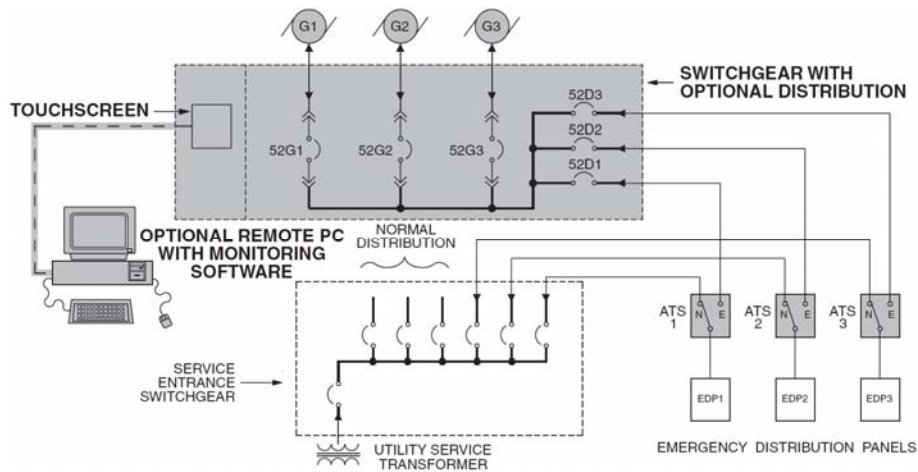 G1
G2
G3
SWITCHGEAR WITH
OPTIONAL DISTRIBUTION
TOUCHSCREEN
52D3
52D2
52D1
52G1
52G2
52G3
OPTIONAL REMOTE PC
WITH MONITORING
SOFTWARE
NORMAL
DISTRIBUTION
ATS
1
N E
ATS
2
N E
ATS
3
N E
SERVICE
ENTRANCE
SWITCHGEAR
EDP1
EDP2
EDP3
EMERGENCY DISTRIBUTION PANELS
UTILITY SERVICE
TRANSFORMER